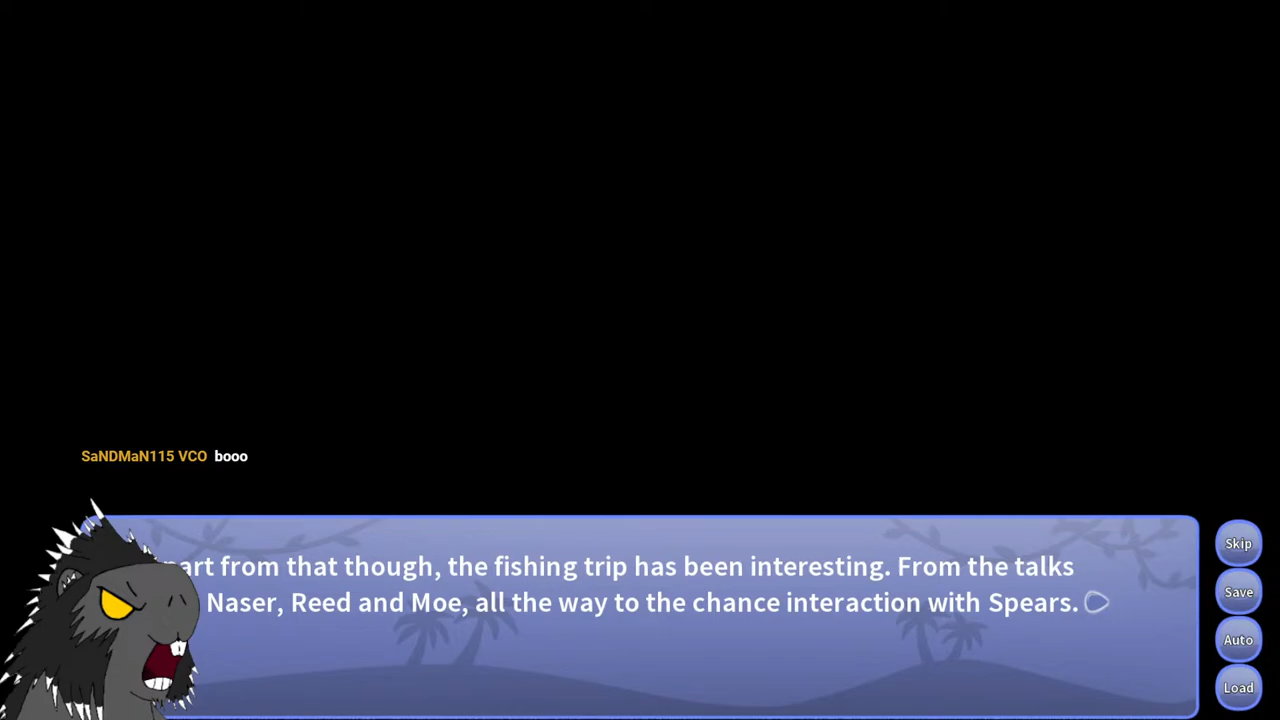 SaNDMaN115 VCO booo
part from that though, the fishing trip has been interesting. From the talks
Naser, Reed and Moe, all the way to the chance interaction with Spears.
Skip
Save
Auto
Load